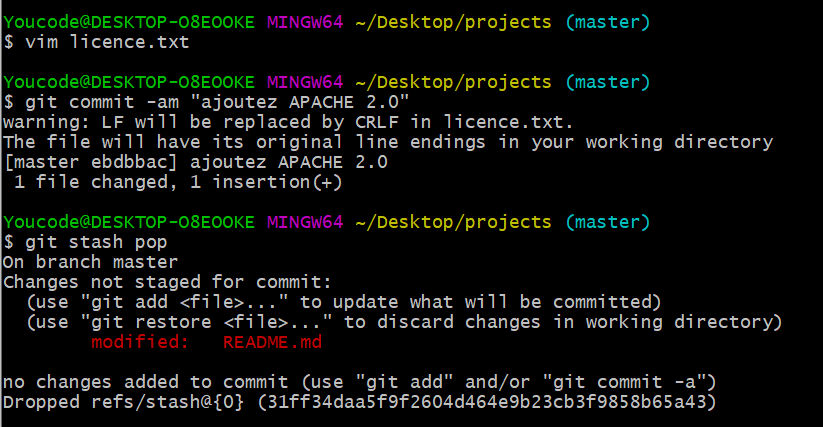 Youcode@DESKTOP-O8EOOKE MINGW64 ~/Desktop/projects (master)
$ vim licence.txt
Youcode@DESKTOP-O8EOOKE MINGW64 ~/Desktop/projects (master)
$ git commit -am "ajoutez APACHE 2.0"
warning: LF will be replaced by CRLF in licence.txt.
The file will have its original line endings in your working directory
[master ebdbbac] ajoutez APACHE 2.0
 1 file changed, 1 insertion(+)
Youcode@DESKTOP-O8EOOKE MINGW64 ~/Desktop/projects (master)
$ git stash pop
On branch master
Changes not staged for commit:
  (use "git add <file>..." to update what will be committed)
  (use "git restore <file>..." to discard changes in working directory)
        modified:   README.md
no changes added to commit (use "git add" and/or "git commit -a")
Dropped refs/stash@{0} (31ff34daa5f9f2604d464e9b23cb3f9858b65a43)